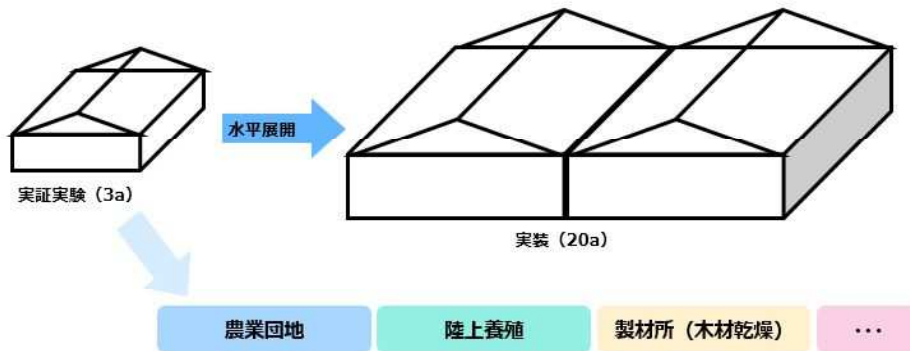 水平展開
実証実験（3a）
実装（20a）
農業団地
陸上養殖
製材所（木材乾燥）
・・・